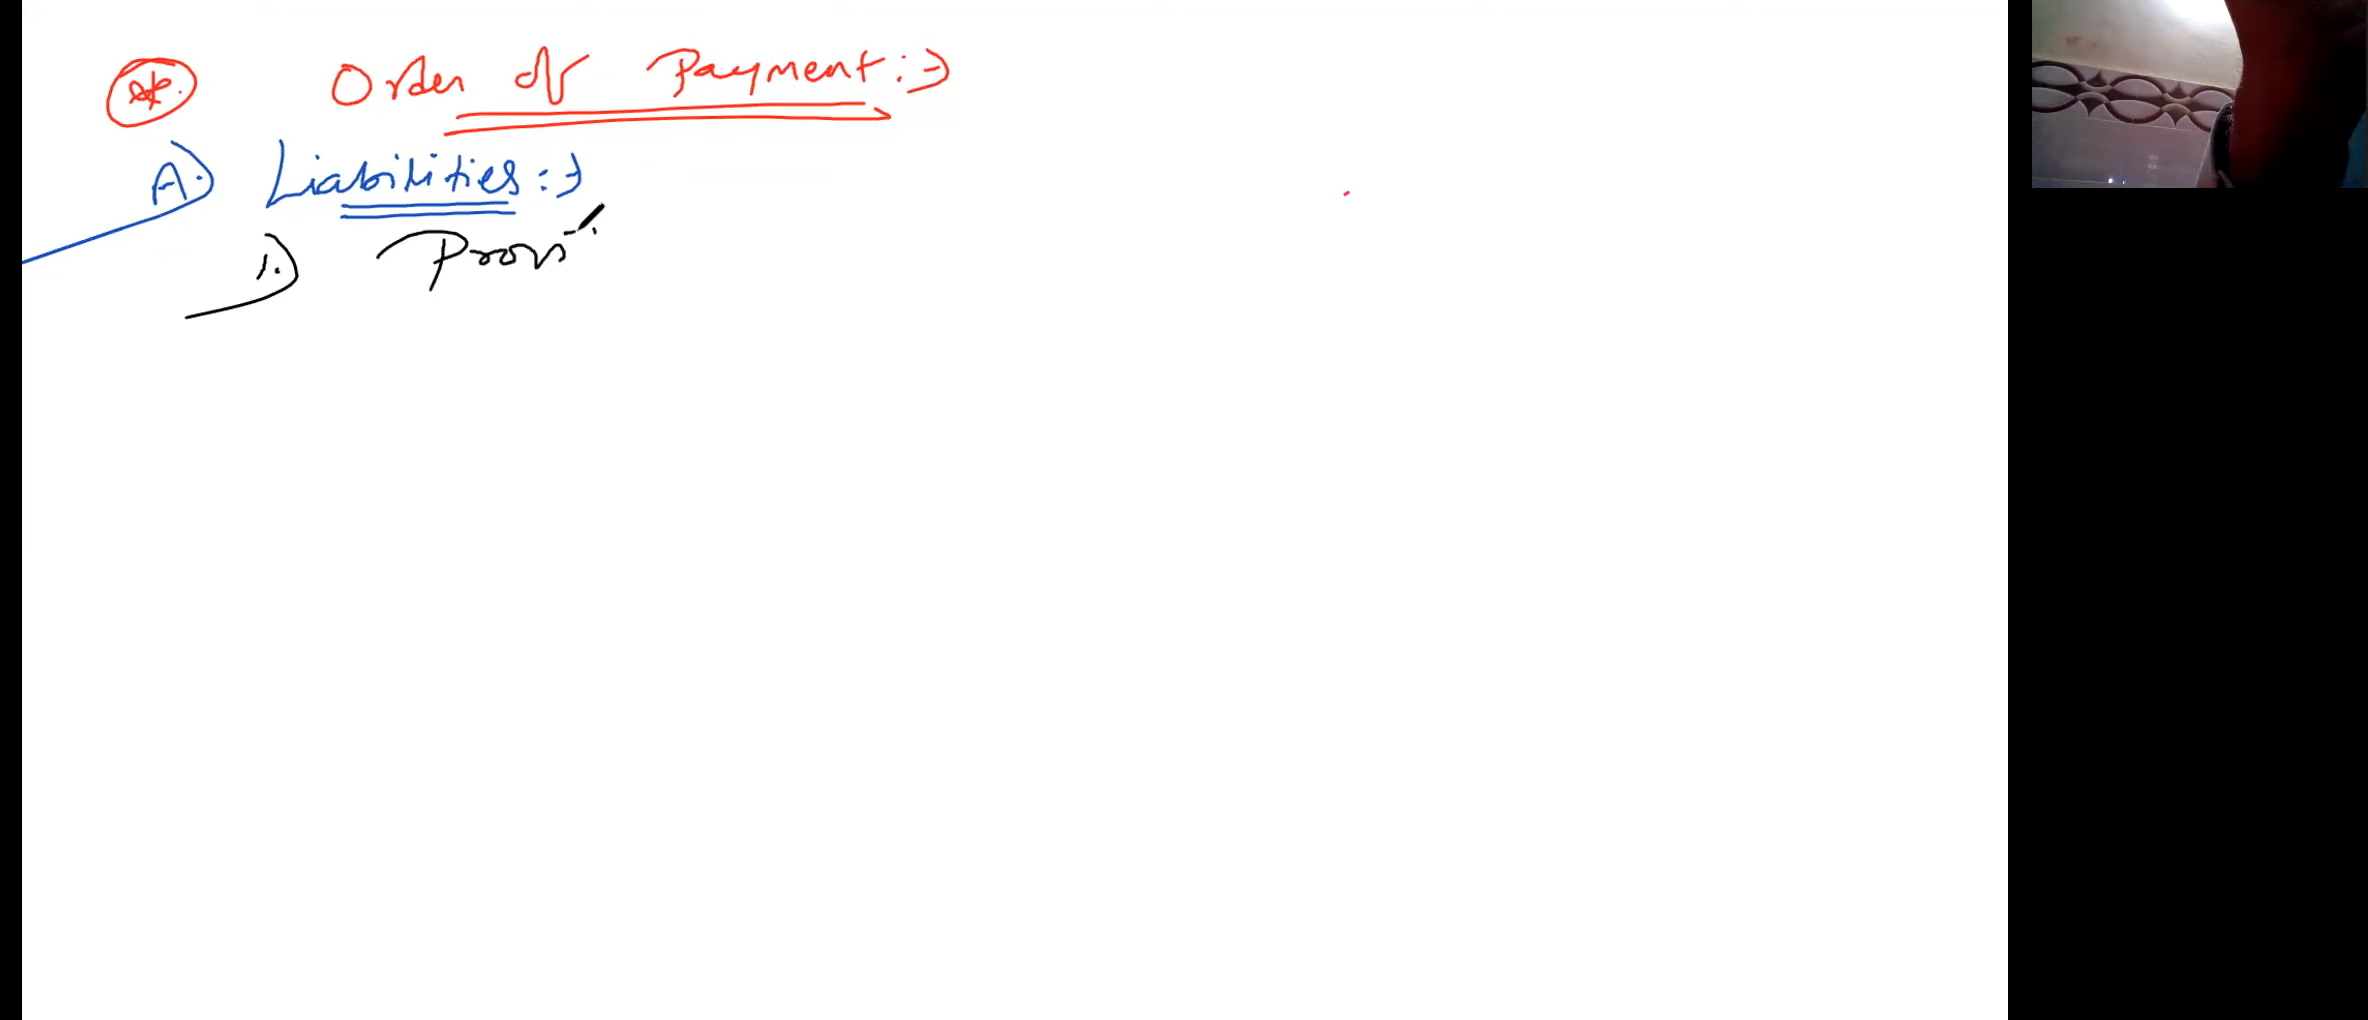 * Order of Payment :→
A.) Liabilities :→
1.) Provi